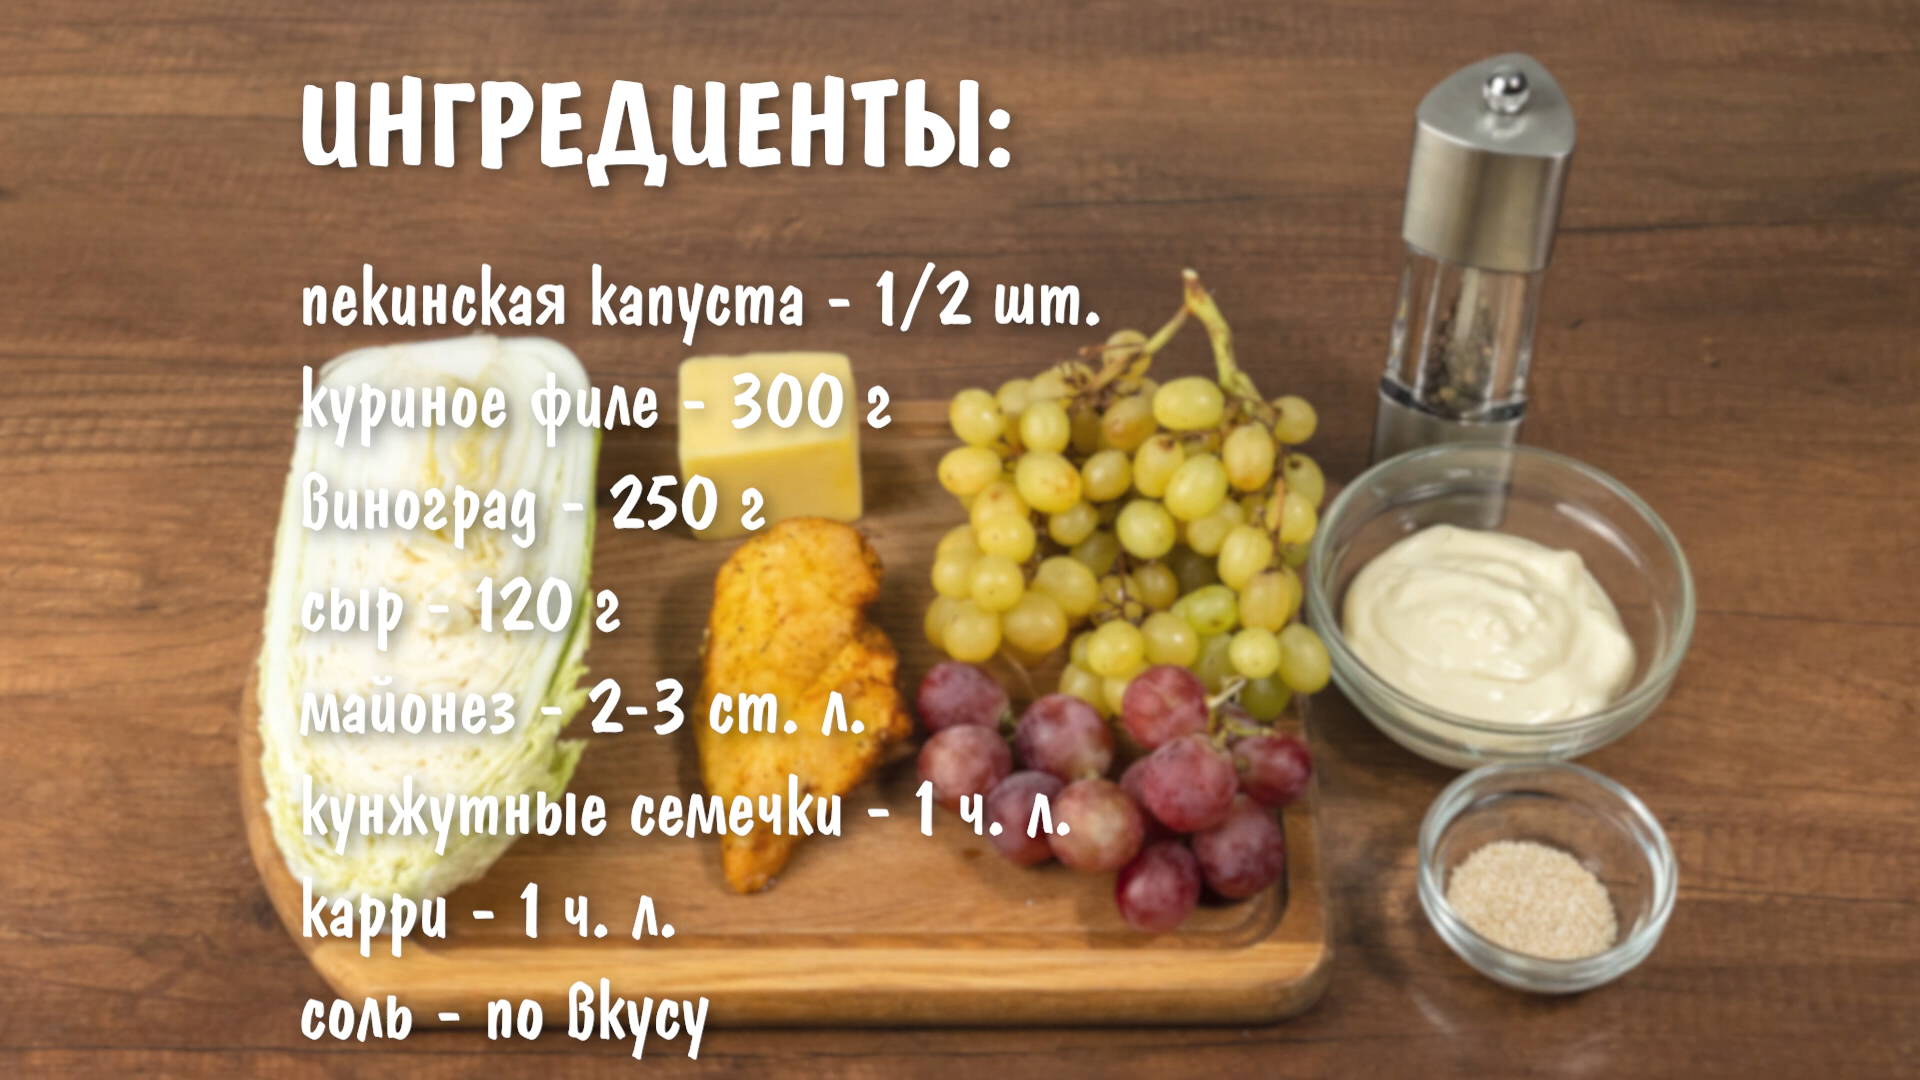 ИНГРЕДИЕНТЫ:
пекинская капуста - 1/2 шт.
куриное филе - 300 г
виноград - 250 г
сыр - 120 г
майонез - 2-3 ст. л.
кунжутные семечки - 1 ч. л.
карри - 1 ч. л.
соль - по вкусу